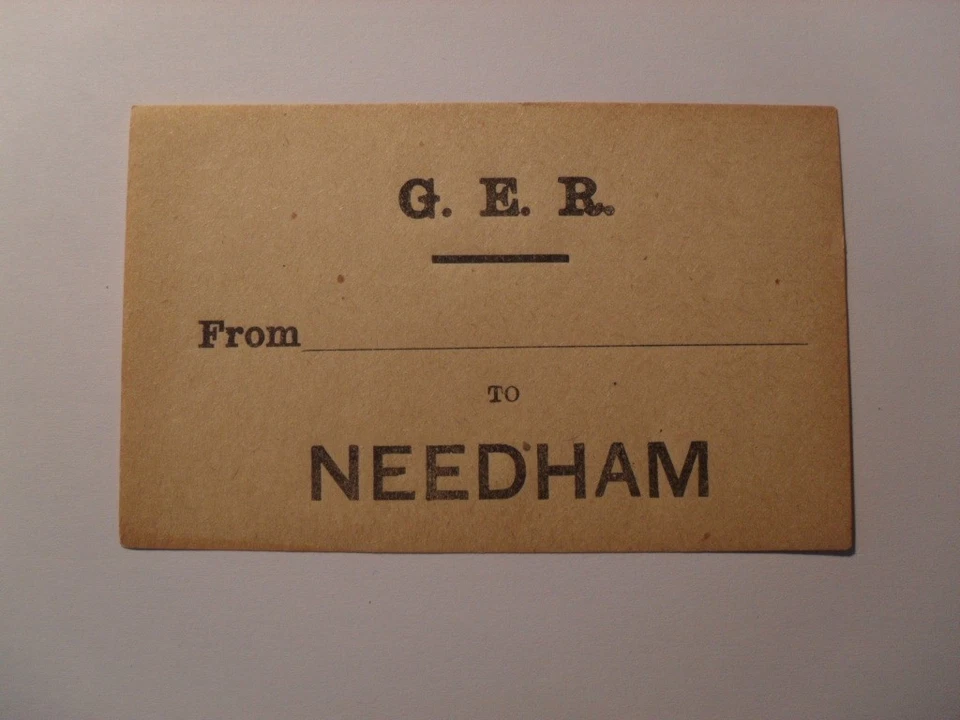 G. E. R.
From
TO
NEEDHAM